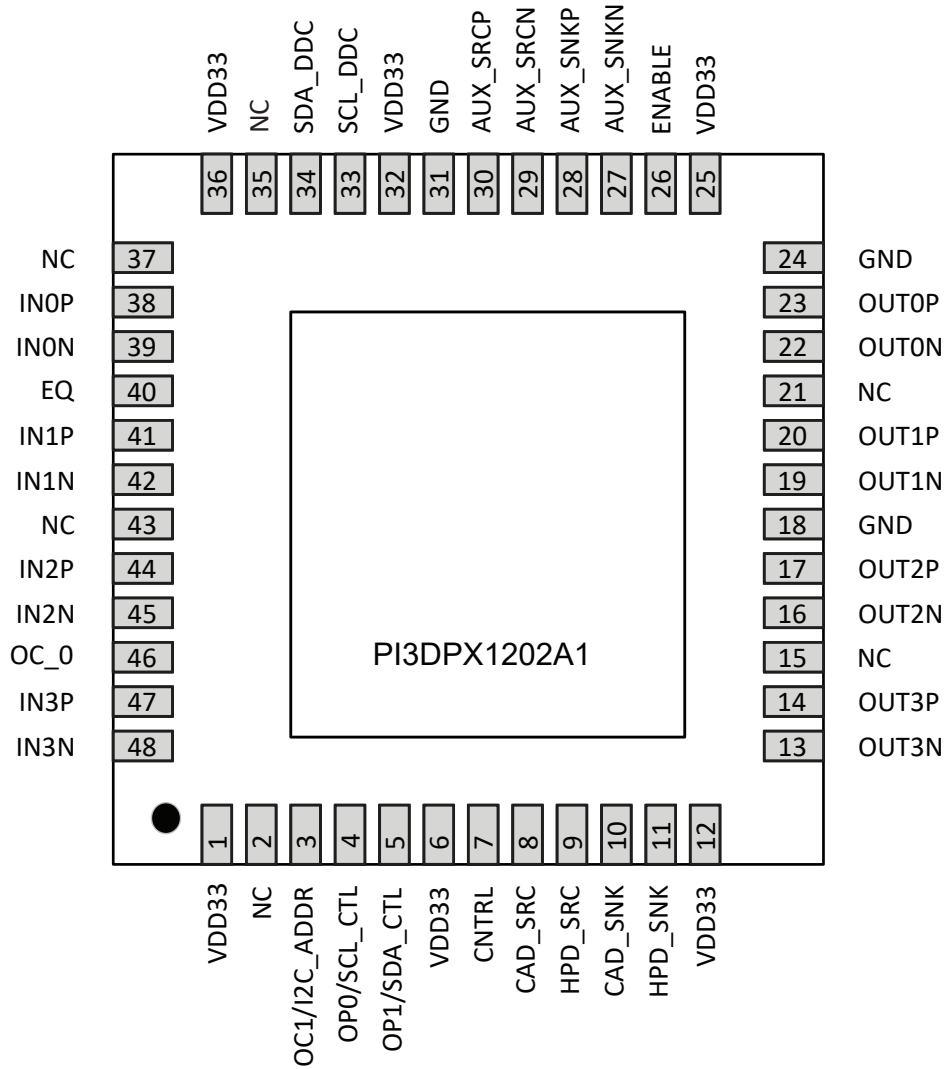 VDD33
NC
SDA_DDC
SCL_DDC
VDD33
GND
AUX_SRCP
AUX_SRCN
AUX_SNKP
AUX_SNKN
ENABLE
VDD33
36
35
34
33
32
31
30
29
28
27
26
25
NC 37
IN0P 38
IN0N 39
EQ 40
IN1P 41
IN1N 42
NC 43
IN2P 44
IN2N 45
OC_0 46
IN3P 47
IN3N 48
24 GND
23 OUT0P
22 OUT0N
21 NC
20 OUT1P
19 OUT1N
18 GND
17 OUT2P
16 OUT2N
15 NC
14 OUT3P
13 OUT3N
PI3DPX1202A1
1
2
3
4
5
6
7
8
9
10
11
12
VDD33
NC
OC1/I2C_ADDR
OP0/SCL_CTL
OP1/SDA_CTL
VDD33
CNTRL
CAD_SRC
HPD_SRC
CAD_SNK
HPD_SNK
VDD33